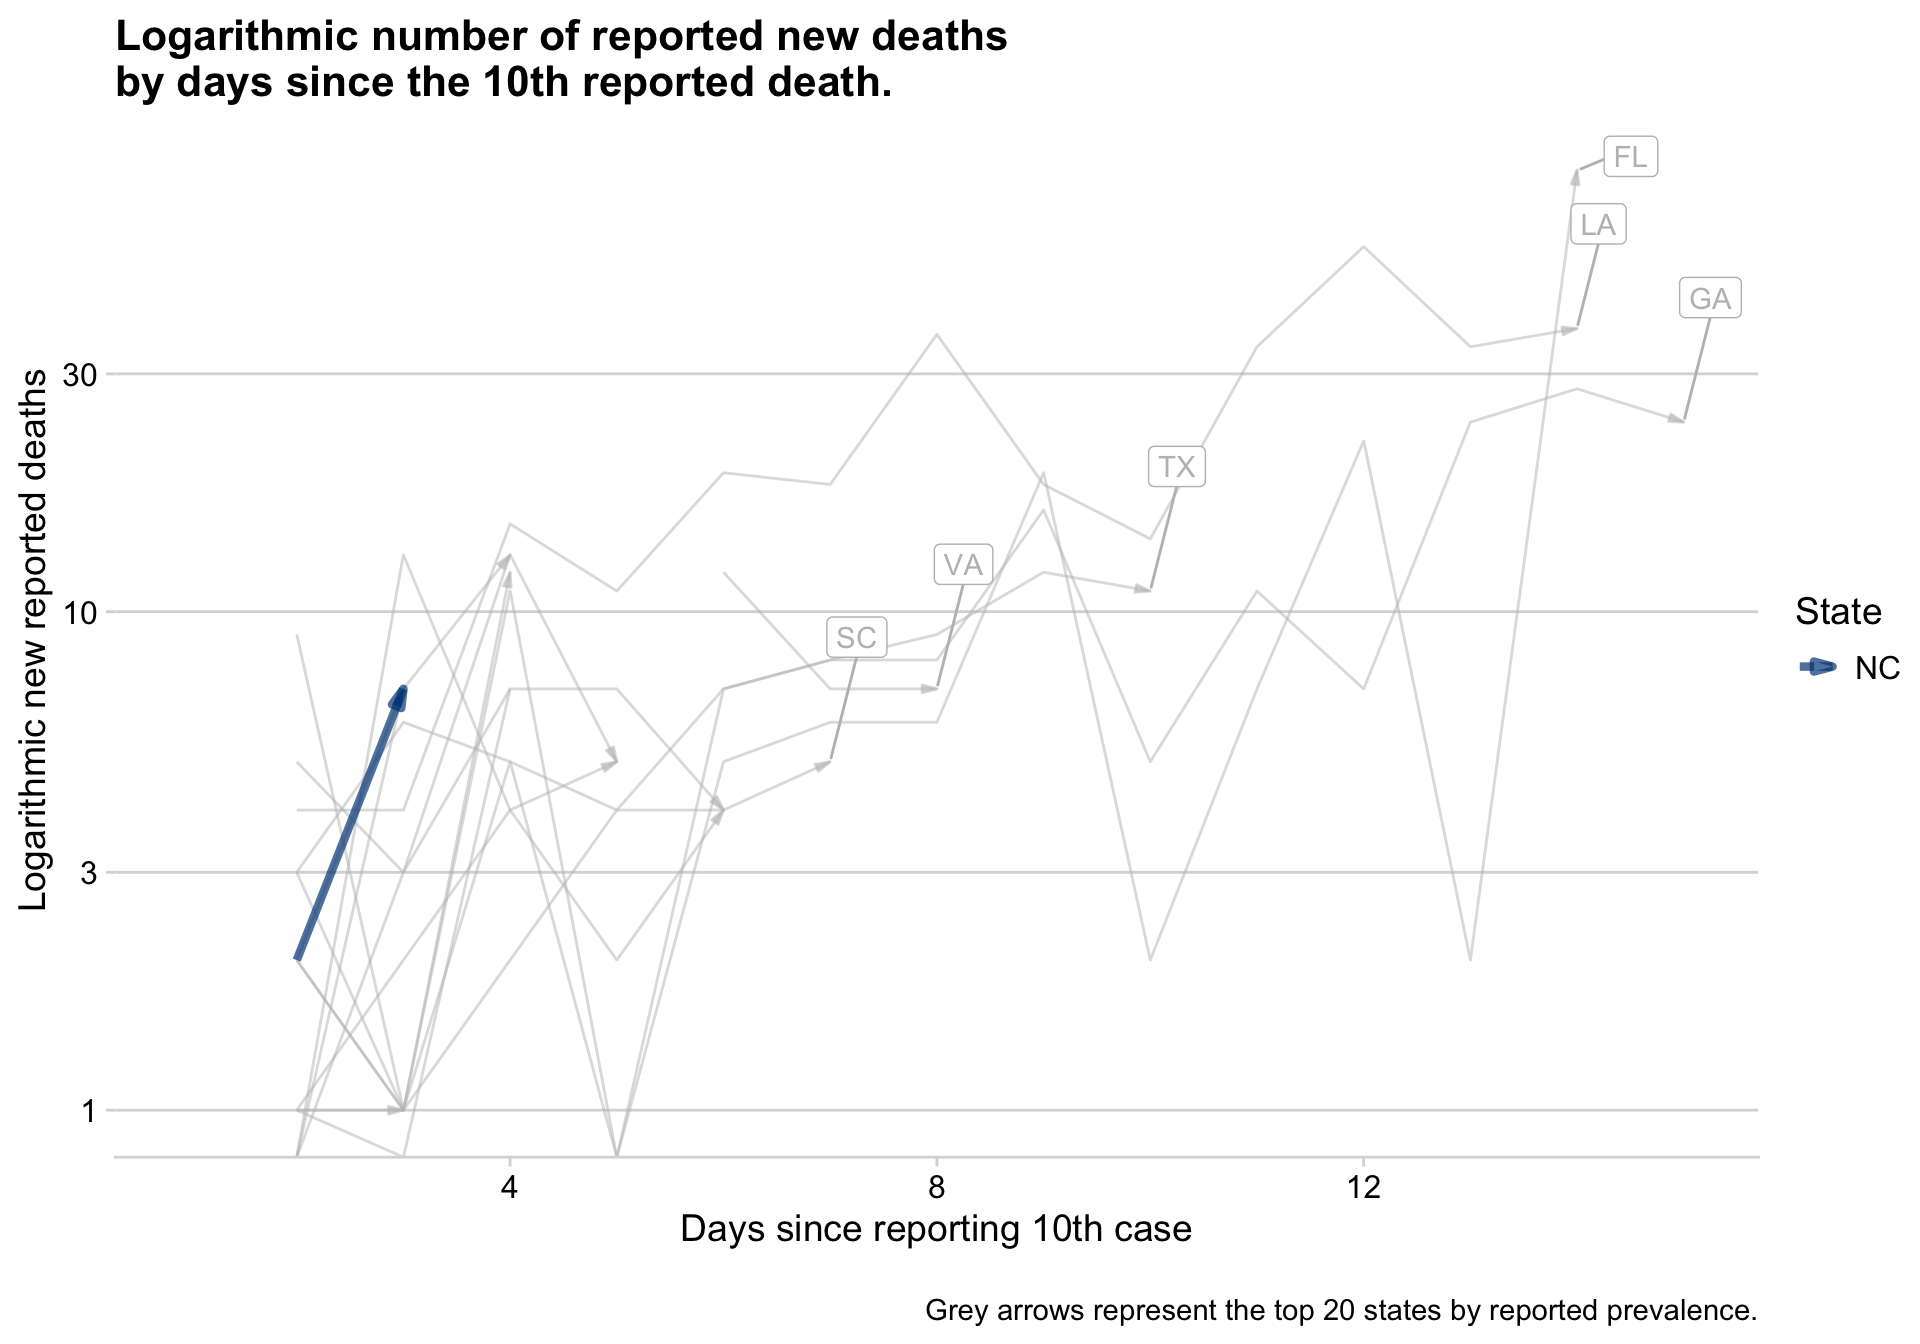 Logarithmic number of reported new deaths
by days since the 10th reported death.
FL
LA
GA
30
TX
VA
SC
10
3
1
Logarithmic new reported deaths
State
NC
4
8
12
Days since reporting 10th case
Grey arrows represent the top 20 states by reported prevalence.